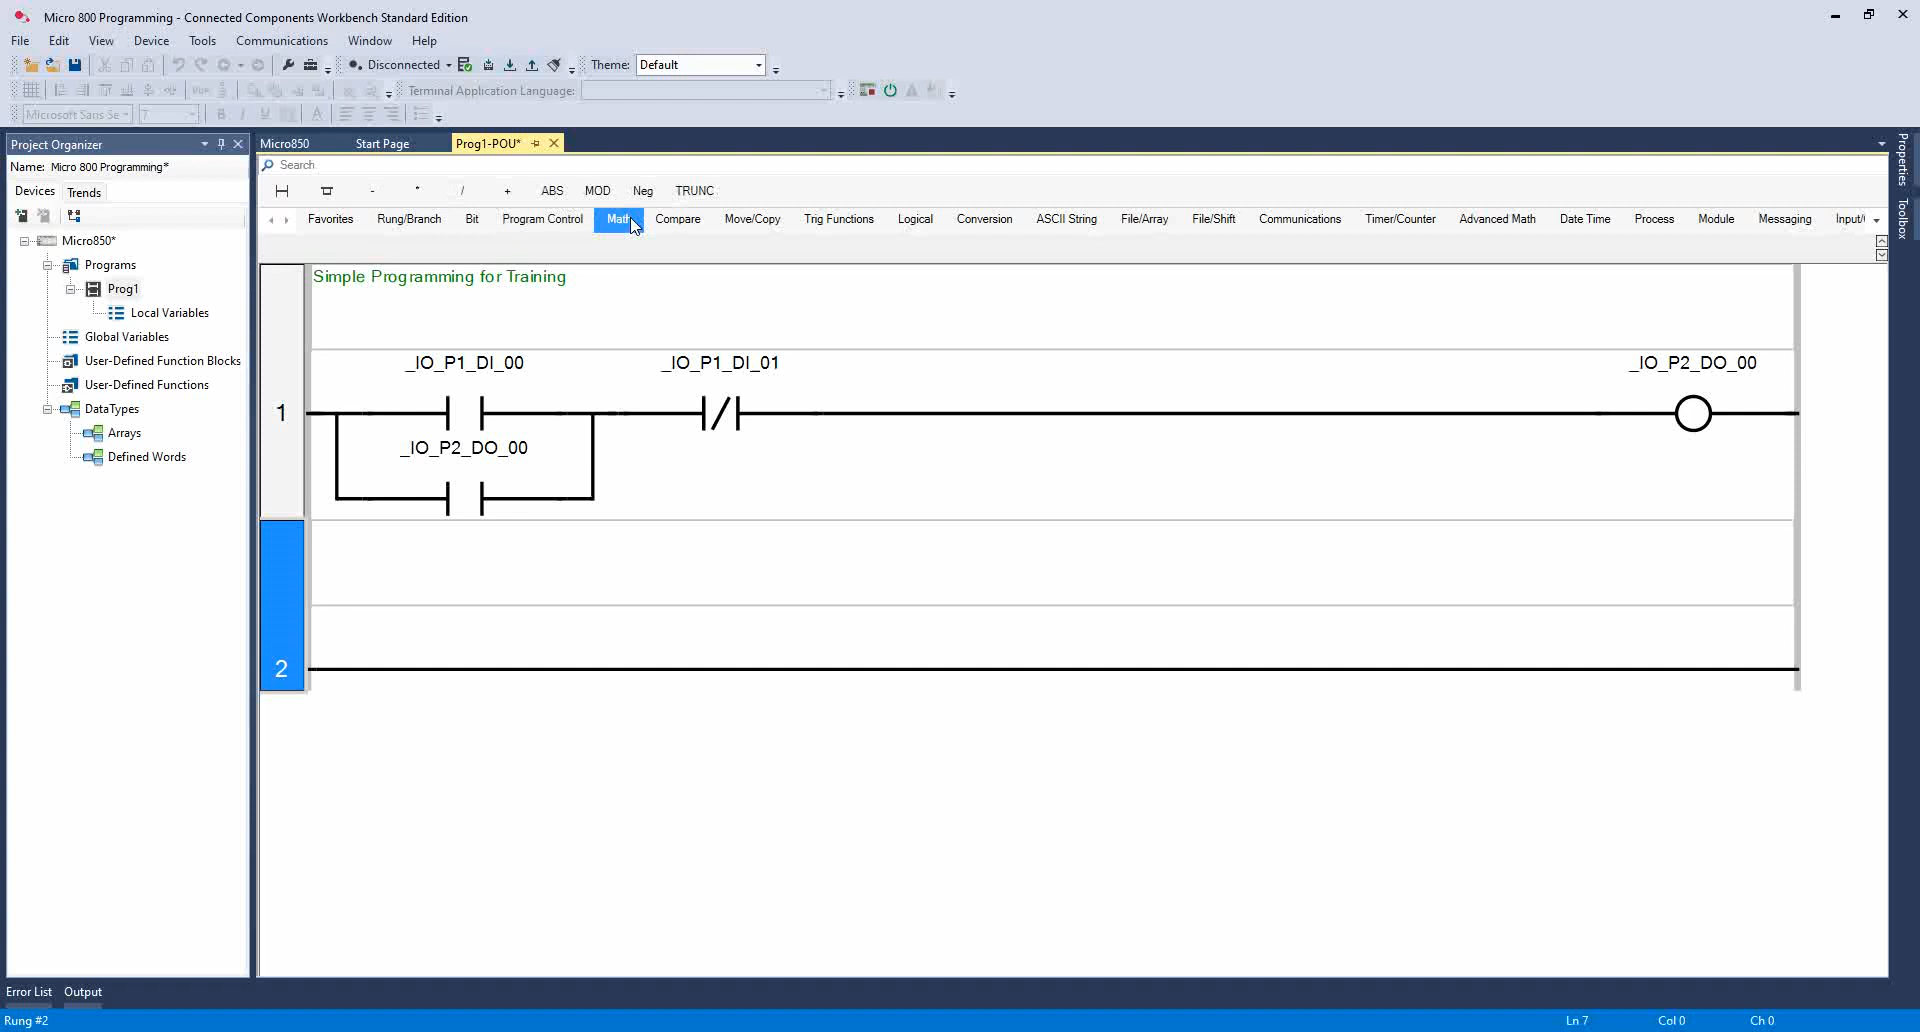 Micro 800 Programming - Connected Components Workbench Standard Edition
File Edit View Device Tools Communications Window Help
Disconnected Theme: Default
Terminal Application Language:
Microsoft Sans Se 7 B I U A
Project Organizer
Name: Micro 800 Programming*
Devices Trends
Micro850*
Programs
Prog1
Local Variables
Global Variables
User-Defined Function Blocks
User-Defined Functions
DataTypes
Arrays
Defined Words
Micro850 Start Page Prog1-POU*
Search
- * / + ABS MOD Neg TRUNC
Favorites Rung/Branch Bit Program Control Math Compare Move/Copy Trig Functions Logical Conversion ASCII String File/Array File/Shift Communications Timer/Counter Advanced Math Date Time Process Module Messaging Input/
Simple Programming for Training
_IO_P1_DI_00 _IO_P1_DI_01 _IO_P2_DO_00
1
_IO_P2_DO_00
2
Properties
Toolbox
Error List Output
Rung #2 Ln 7 Col 0 Ch 0